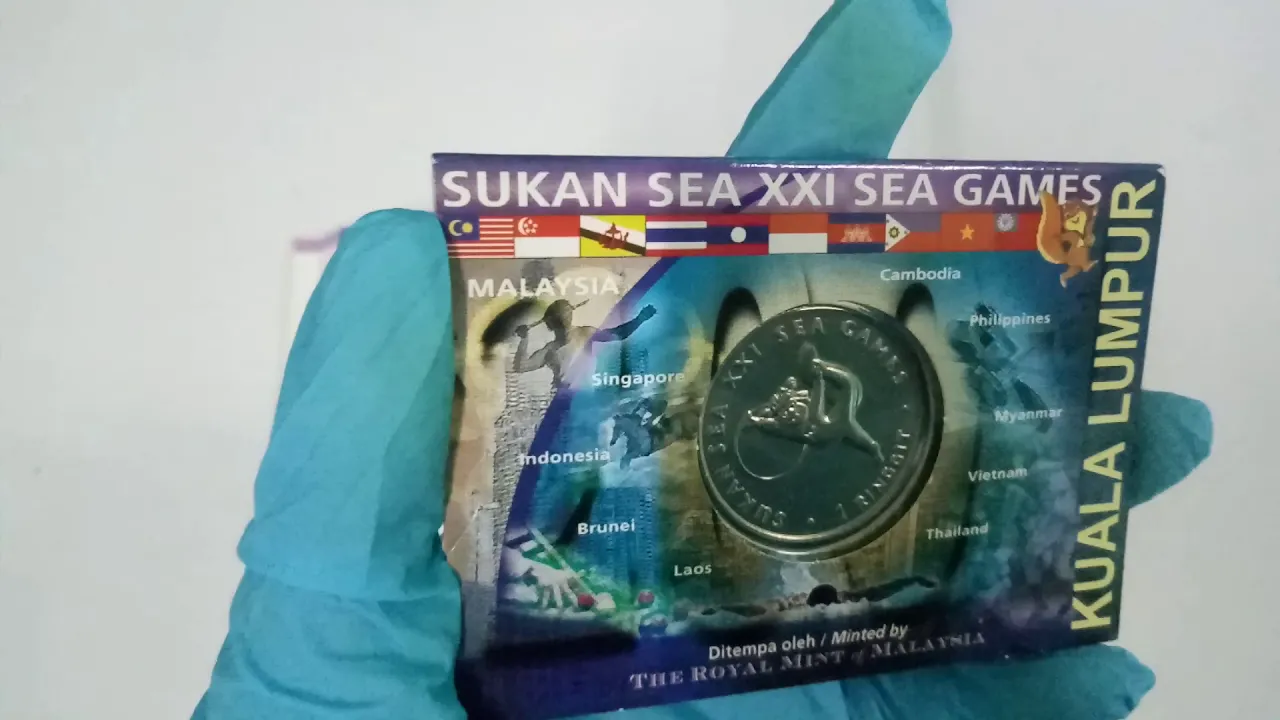 SUKAN SEA XXI SEA GAMES
KUALA LUMPUR
MALAYSIA
Cambodia
Philippines
Singapore
Myanmar
Indonesia
Vietnam
Brunei
Thailand
Laos
SUKAN SEA XXI SEA GAMES
1 RINGGIT
Ditempa oleh / Minted by
THE ROYAL MINT of MALAYSIA